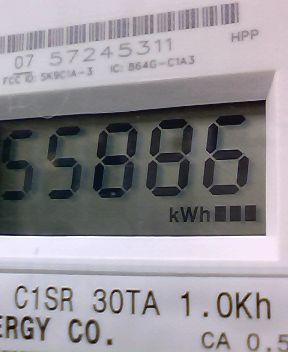 07 57245311
HPP
FCC ID: SK9C1A-3 IC: 864G-C1A3
55886
kWh
C1SR 30TA 1.0Kh
ERGY CO.
CA 0.5